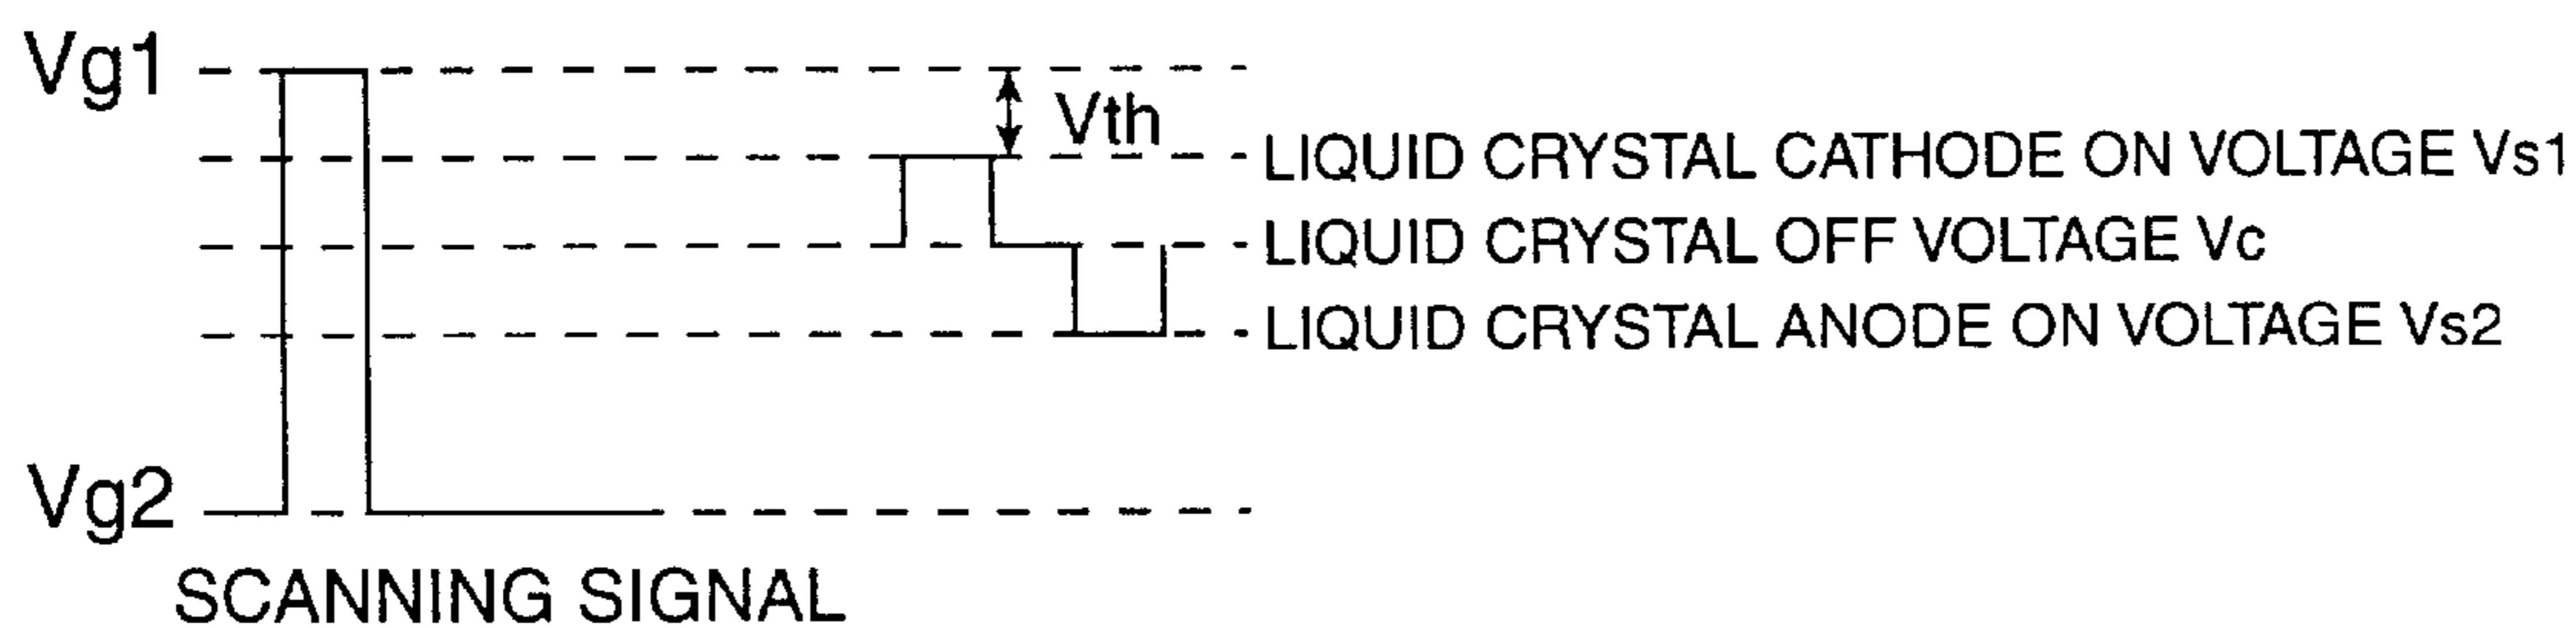 Vg1
Vth
LIQUID CRYSTAL CATHODE ON VOLTAGE Vs1
LIQUID CRYSTAL OFF VOLTAGE Vc
LIQUID CRYSTAL ANODE ON VOLTAGE Vs2
Vg2
SCANNING SIGNAL